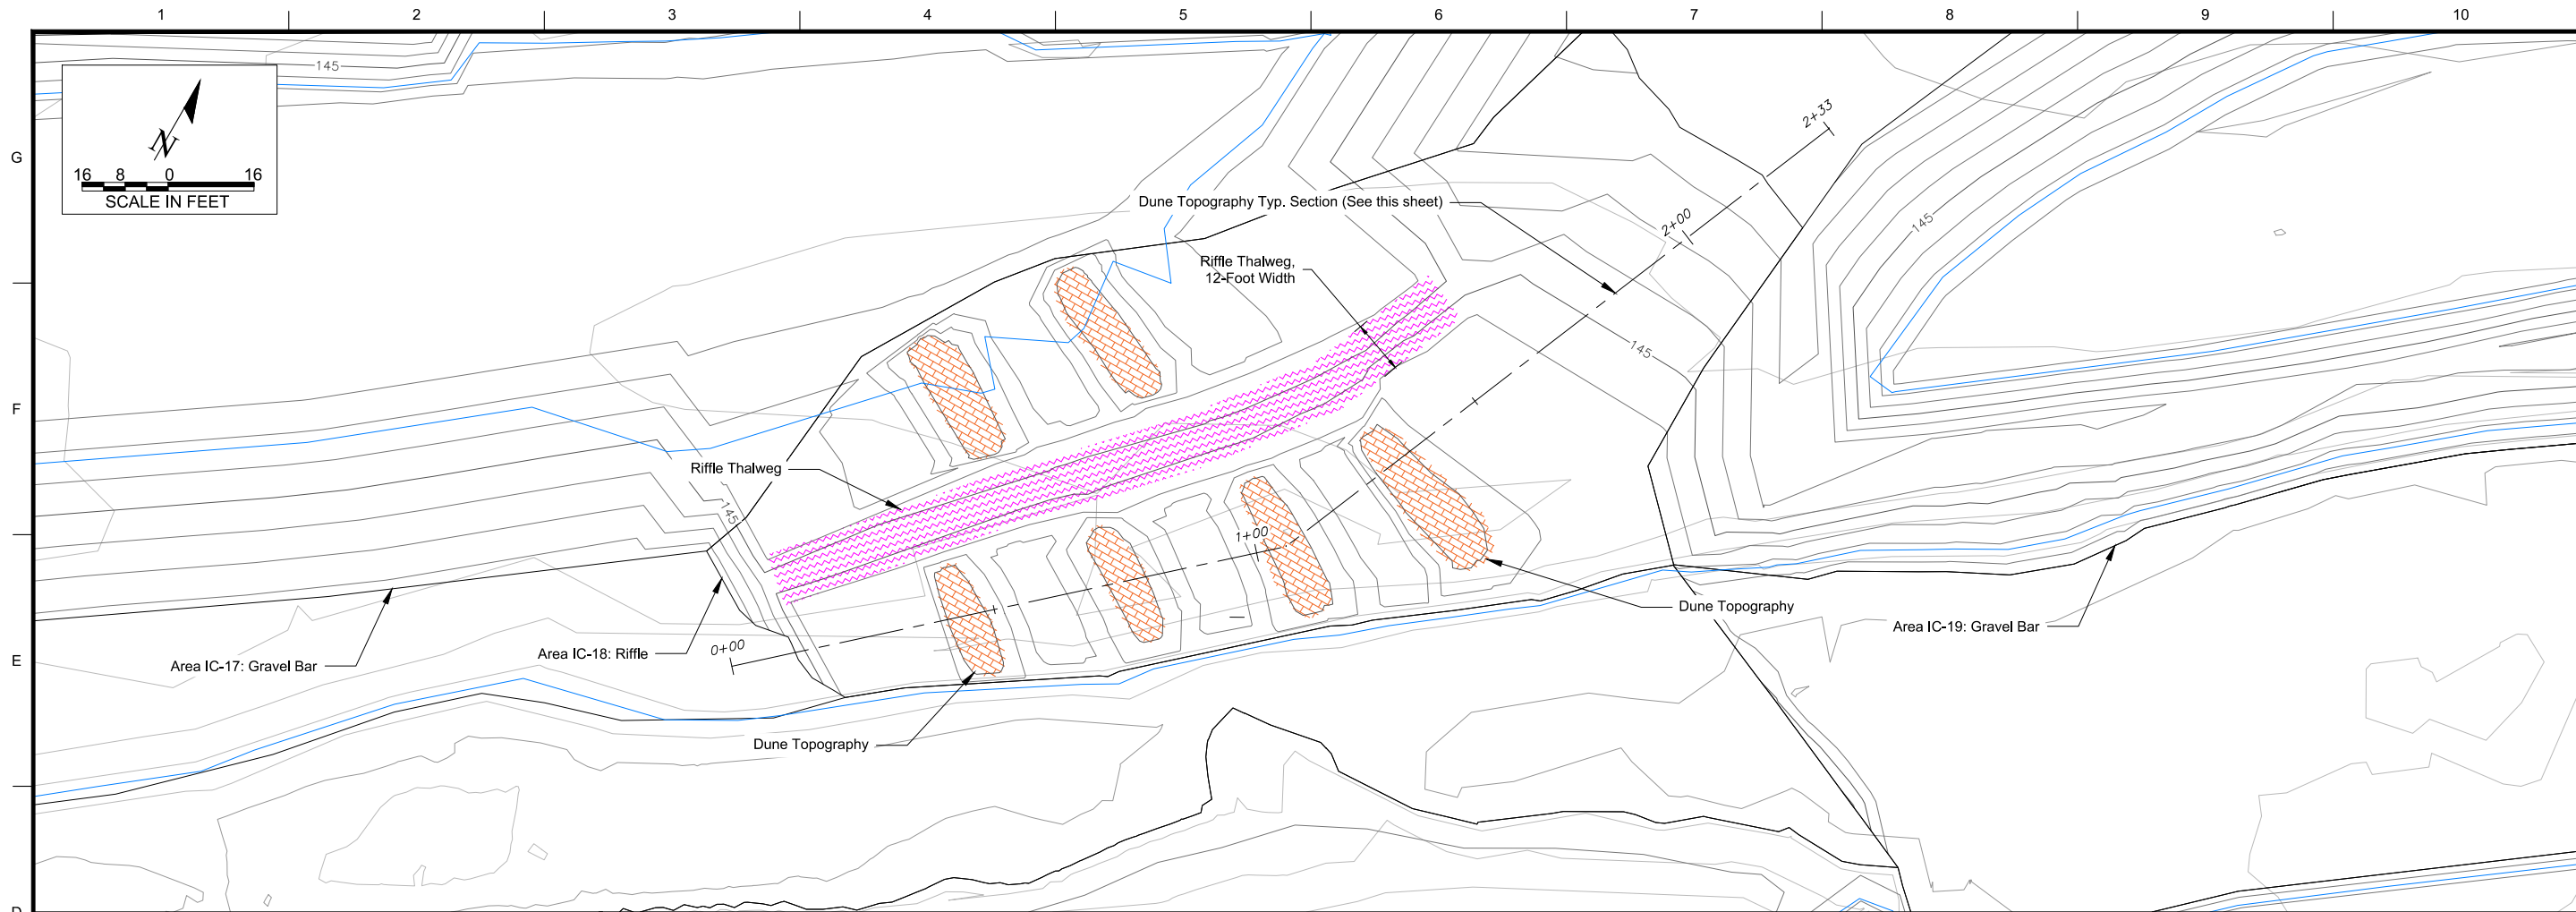 1 2 3 4 5 6 7 8 9 10
G
F
E
D
145
N
16 8 0 16
SCALE IN FEET
2+33
Dune Topography Typ. Section (See this sheet)
2+00
145
Riffle Thalweg,
12-Foot Width
145
Riffle Thalweg
145
1+00
0+00
Dune Topography
Area IC-19: Gravel Bar
Area IC-18: Riffle
Area IC-17: Gravel Bar
Dune Topography